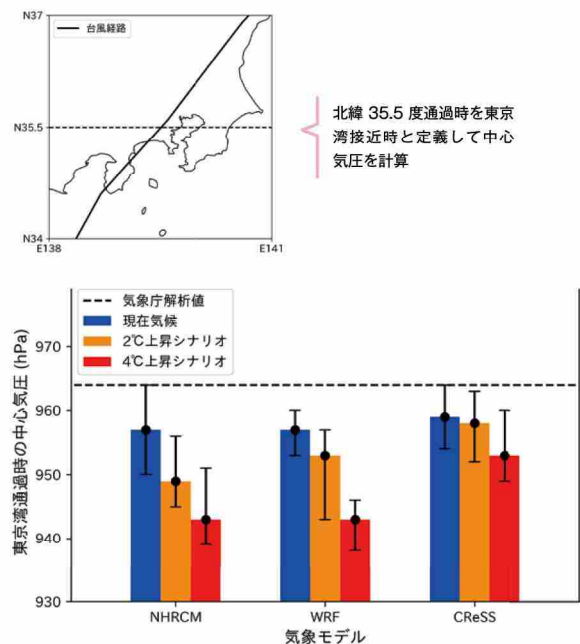 N37
台風経路
N35.5
N34
E138
E141
北緯 35.5 度通過時を東京
湾接近時と定義して中心
気圧を計算
気象庁解析値
現在気候
2℃上昇シナリオ
4℃上昇シナリオ
東京湾通過時の中心気圧 (hPa)
970
960
950
940
930
NHRCM
WRF
CReSS
気象モデル